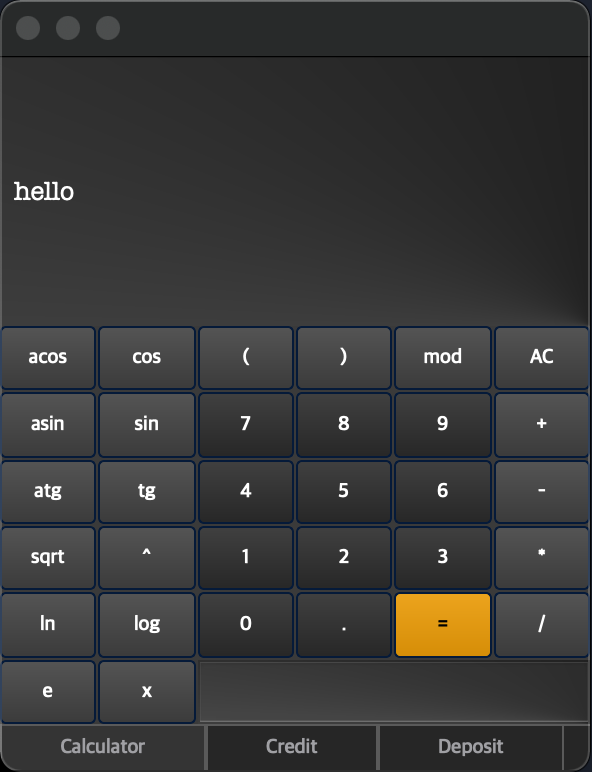 hello
acos cos ( ) mod AC
asin sin 7 8 9 +
atg tg 4 5 6 -
sqrt ^ 1 2 3 *
ln log 0 . = /
e x
Calculator Credit Deposit